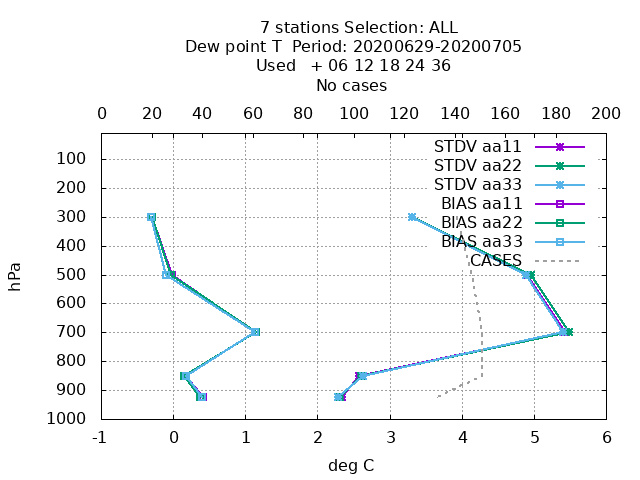 7 stations Selection: ALL
Dew point T  Period: 20200629-20200705
Used   + 06 12 18 24 36
No cases
0 20 40 60 80 100 120 140 160 180 200
STDV aa11
STDV aa22
STDV aa33
BIAS aa11
BIAS aa22
BIAS aa33
CASES
hPa
100
200
300
400
500
600
700
800
900
1000
-1 0 1 2 3 4 5 6
deg C